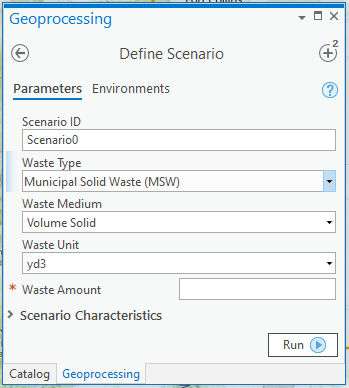 Geoprocessing
Define Scenario
2
Parameters Environments
?
Scenario ID
Scenario0
Waste Type
Municipal Solid Waste (MSW)
Waste Medium
Volume Solid
Waste Unit
yd3
* Waste Amount
Scenario Characteristics
Run
Catalog Geoprocessing